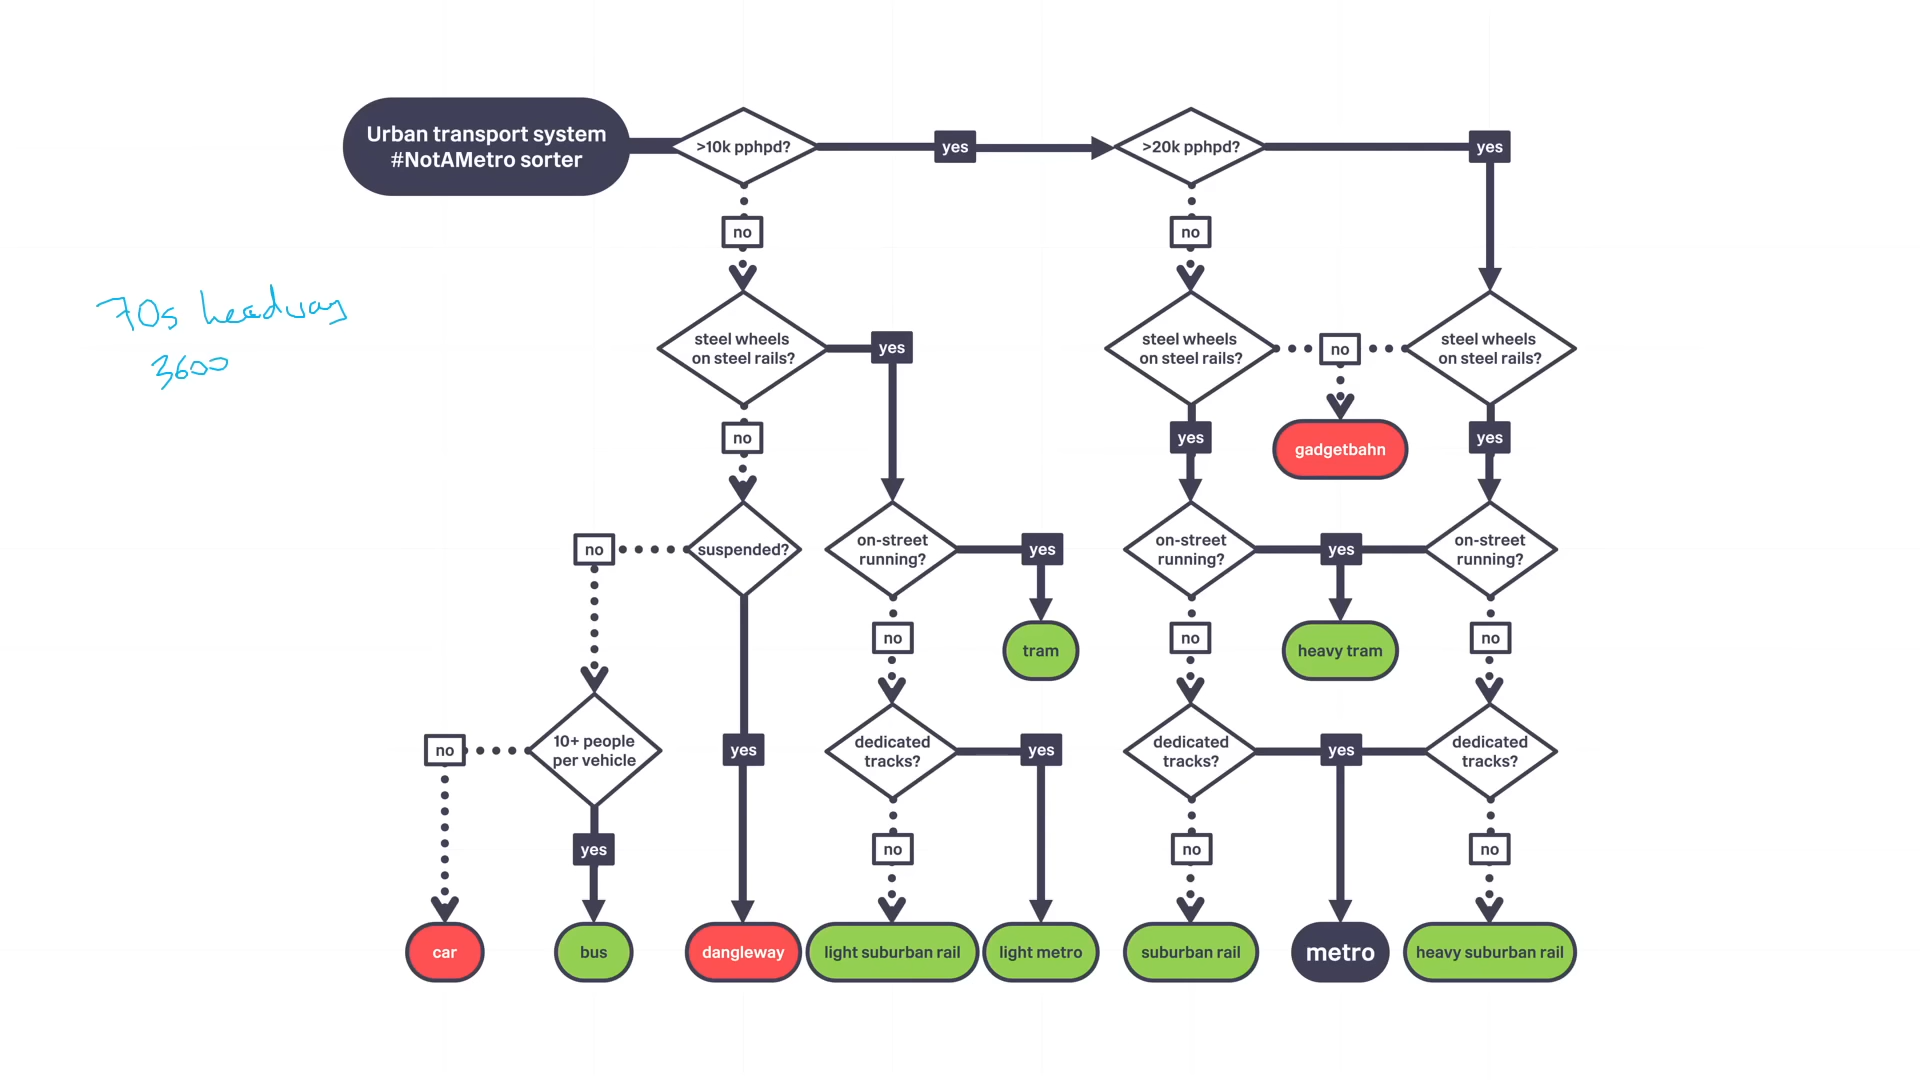 Urban transport system
#NotAMetro sorter
>10k pphpd?
yes
>20k pphpd?
yes
no
no
70s headway
3600
steel wheels
on steel rails?
yes
steel wheels
on steel rails?
no
steel wheels
on steel rails?
no
yes
gadgetbahn
yes
no
suspended?
on-street
running?
yes
on-street
running?
yes
on-street
running?
no
tram
no
heavy tram
no
no
10+ people
per vehicle
yes
dedicated
tracks?
yes
dedicated
tracks?
yes
dedicated
tracks?
yes
no
no
no
car
bus
dangleway
light suburban rail
light metro
suburban rail
metro
heavy suburban rail